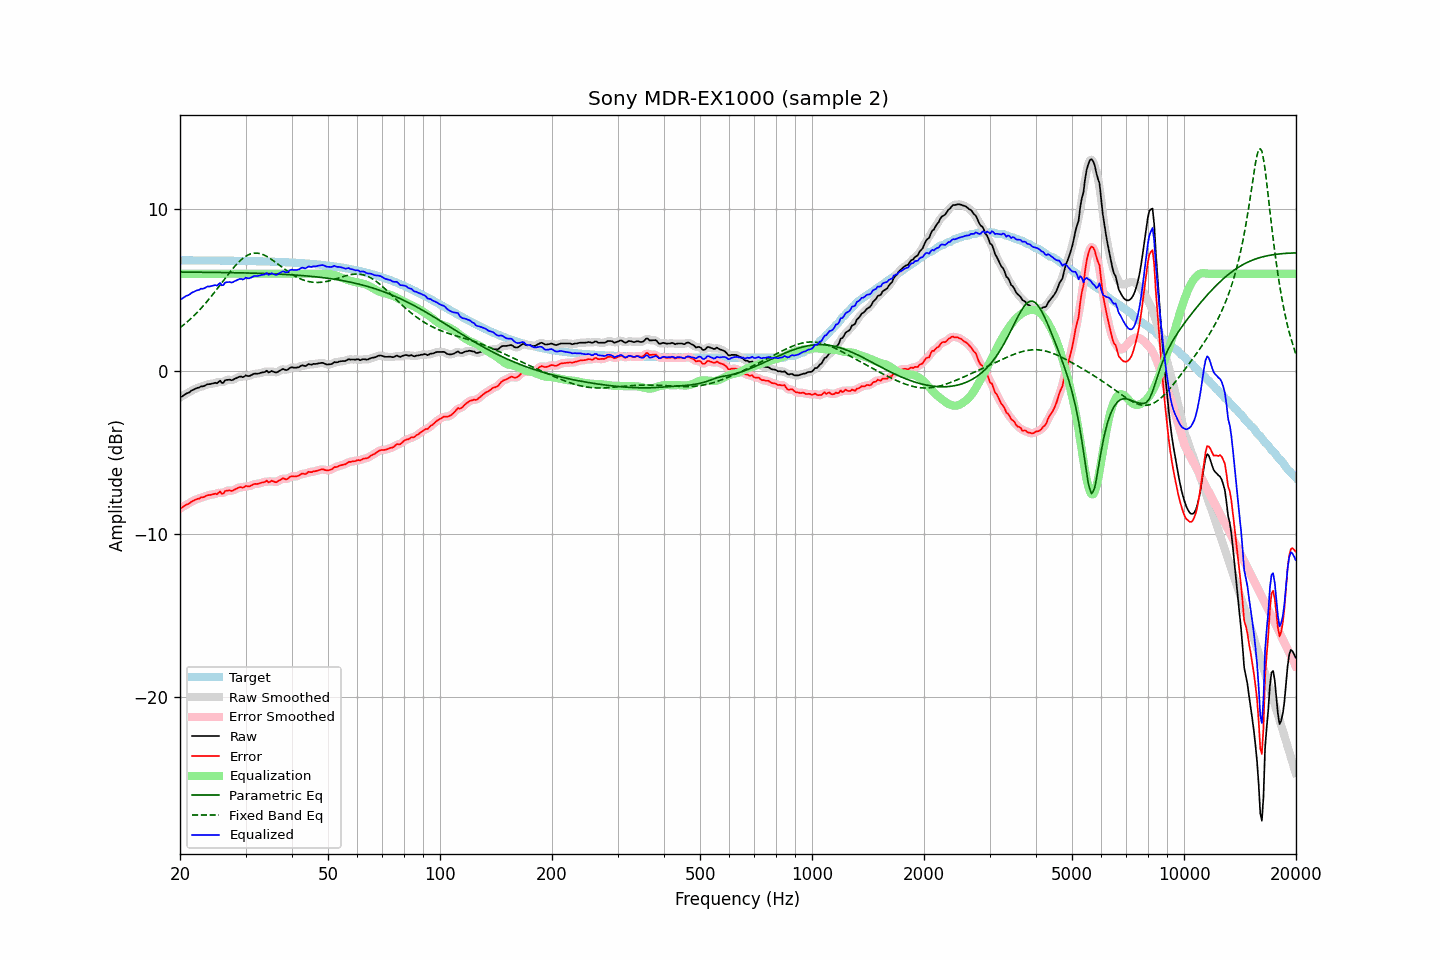 Sony MDR-EX1000 (sample 2)
Amplitude (dBr)
10
0
−10
−20
Target
Raw Smoothed
Error Smoothed
Raw
Error
Equalization
Parametric Eq
Fixed Band Eq
Equalized
20 50 100 200 500 1000 2000 5000 10000 20000
Frequency (Hz)